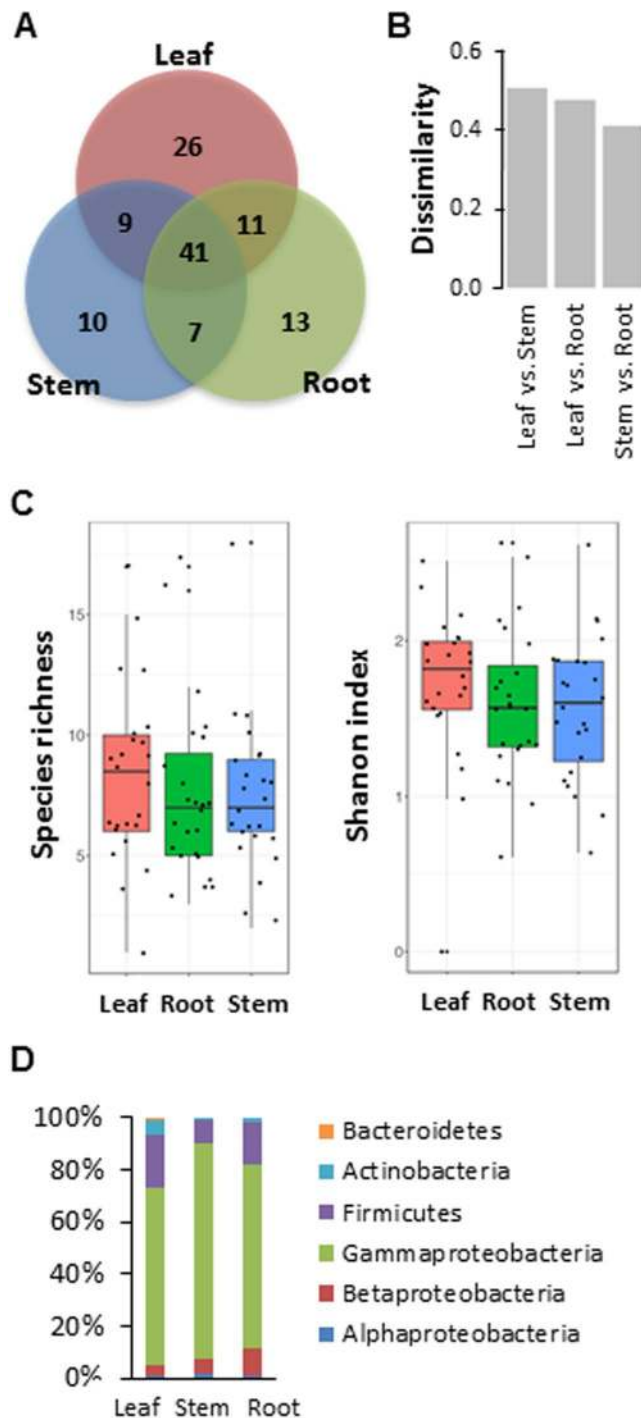 A
Leaf
26
9
11
41
10
7
13
Stem
Root
B
Dissimilarity
0.6
0.4
0.2
0.0
Leaf vs. Stem
Leaf vs. Root
Stem vs. Root
C
Species richness
15
10
5
Leaf Root Stem
Shanon index
2
1
0
Leaf Root Stem
D
100%
80%
60%
40%
20%
0%
Leaf Stem Root
Bacteroidetes
Actinobacteria
Firmicutes
Gammaproteobacteria
Betaproteobacteria
Alphaproteobacteria